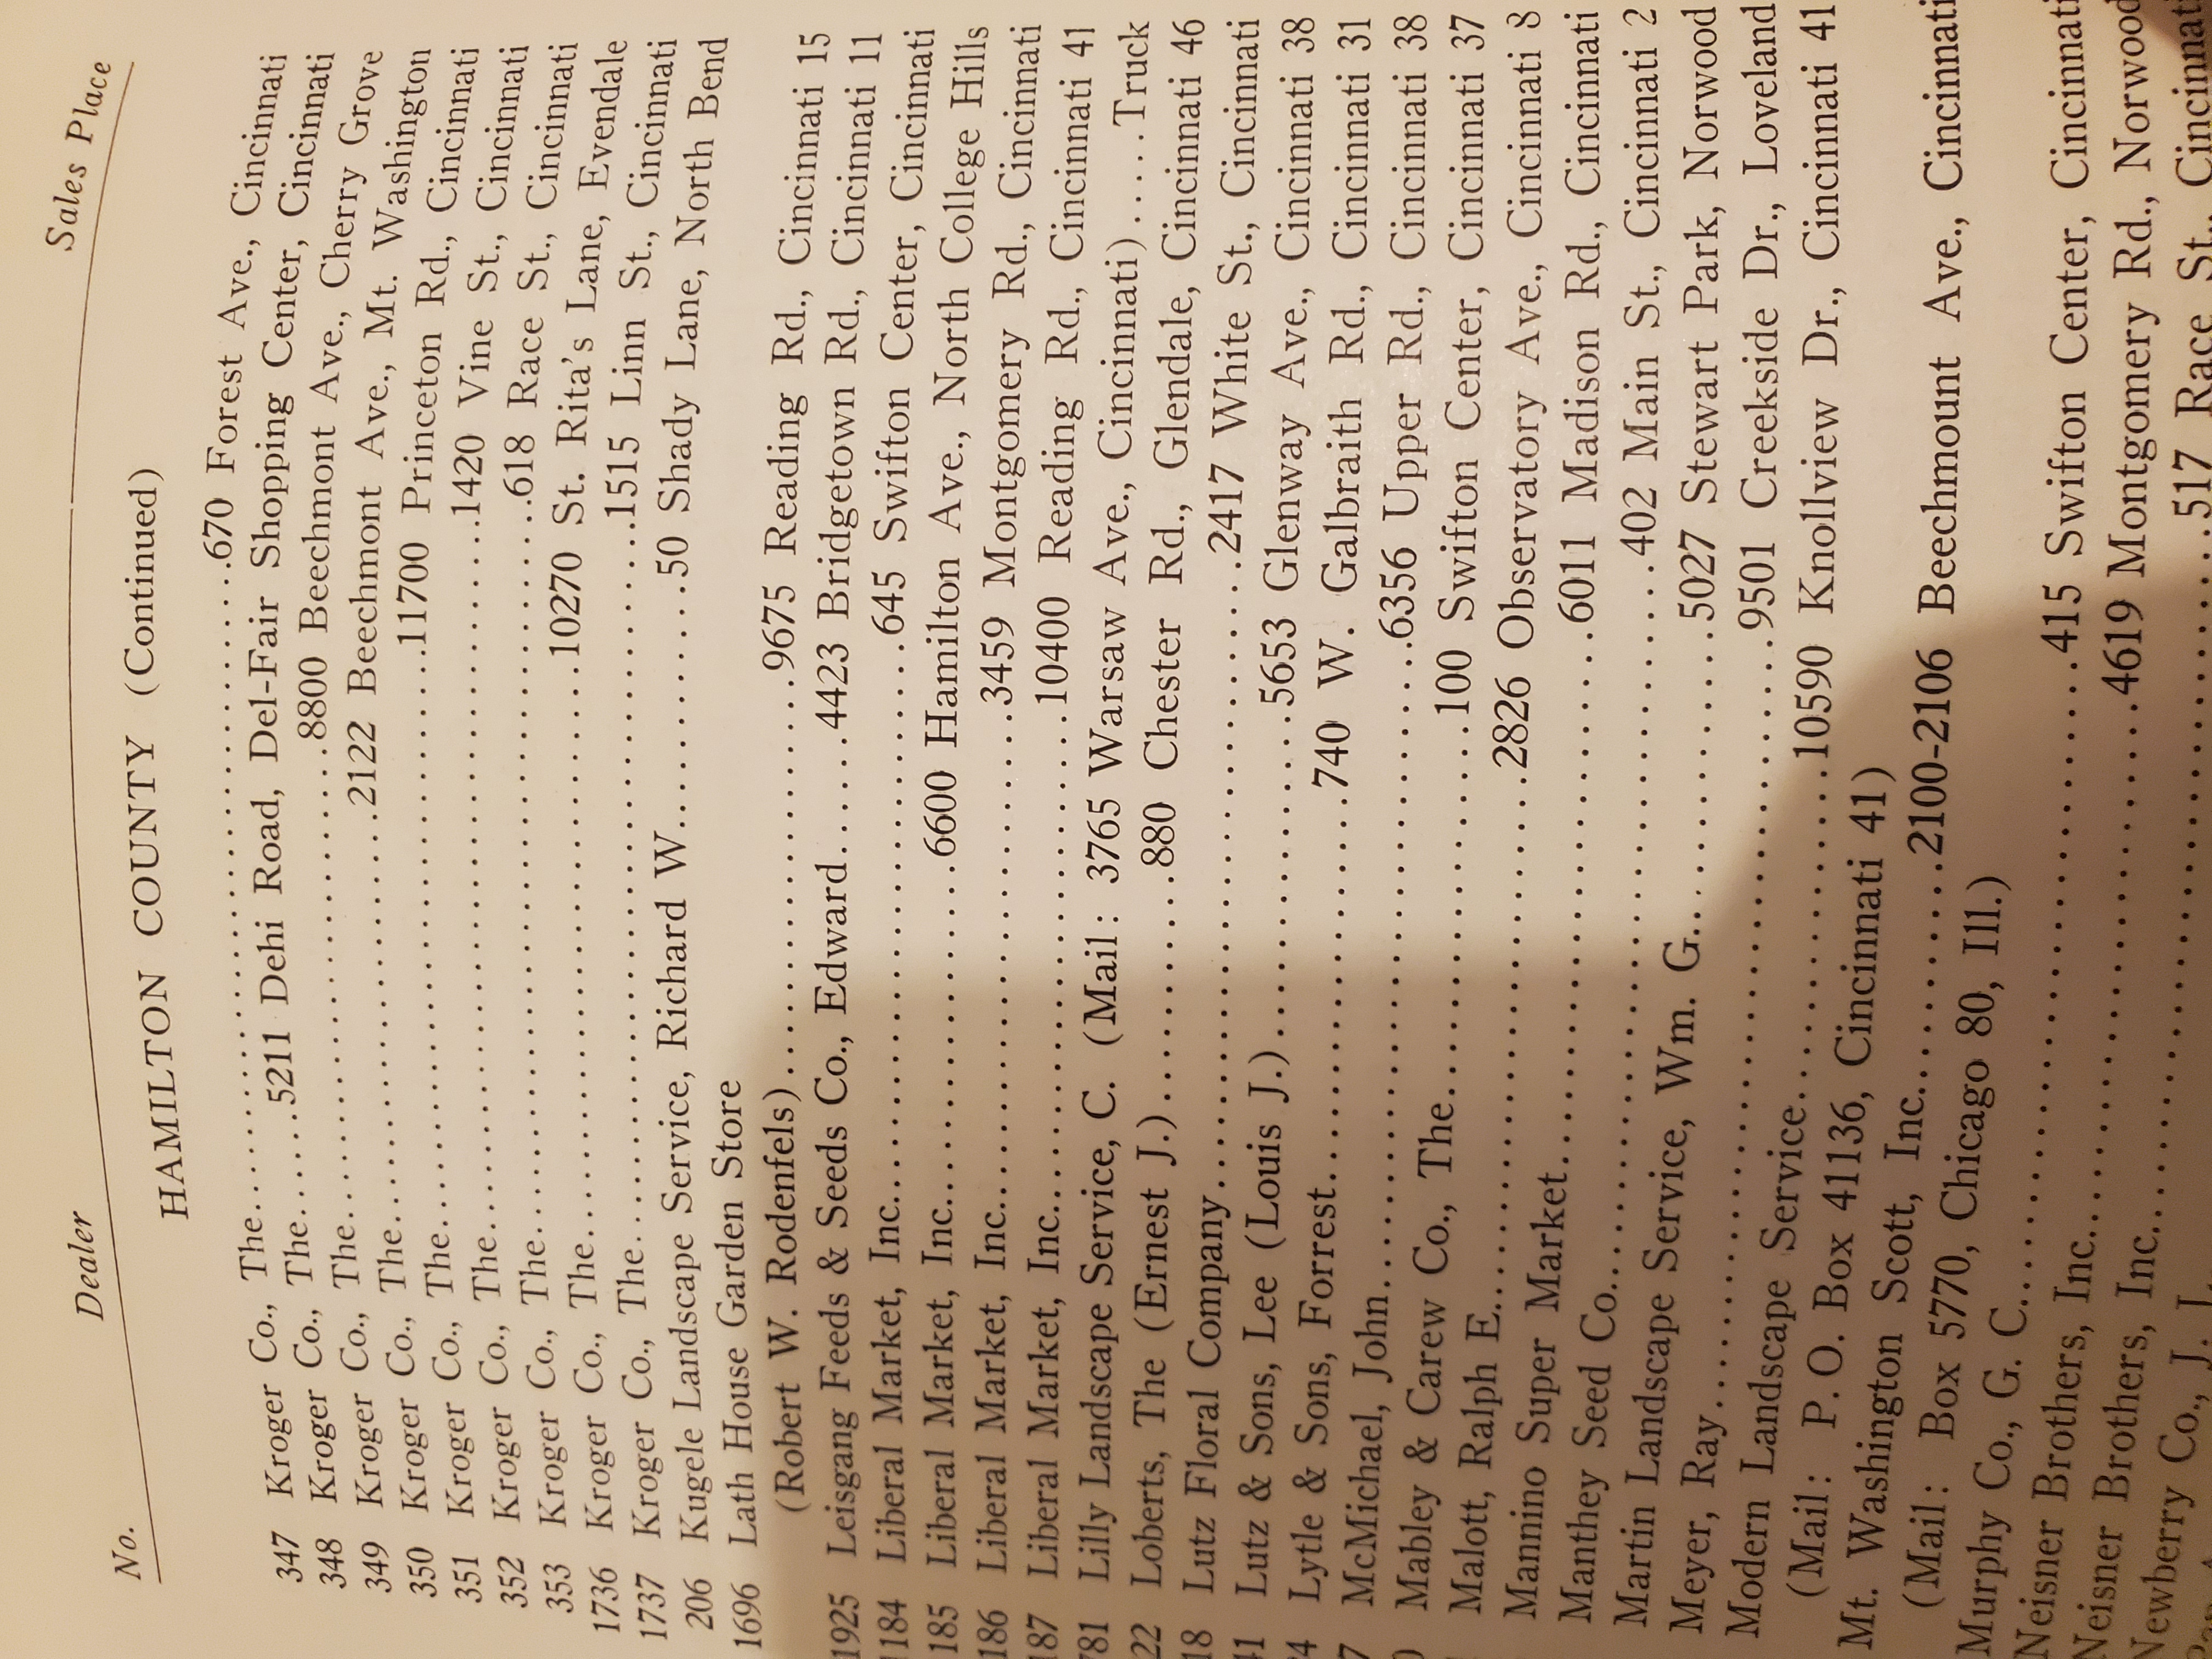 No. Dealer Sales Place
HAMILTON COUNTY (Continued)
347 Kroger Co., The..........670 Forest Ave., Cincinnati
348 Kroger Co., The.....5211 Dehi Road, Del-Fair Shopping Center, Cincinnati
349 Kroger Co., The..........8800 Beechmont Ave., Cherry Grove
350 Kroger Co., The..........2122 Beechmont Ave., Mt. Washington
351 Kroger Co., The..........11700 Princeton Rd., Cincinnati
352 Kroger Co., The..........1420 Vine St., Cincinnati
353 Kroger Co., The..........618 Race St., Cincinnati
1736 Kroger Co., The..........10270 St. Rita's Lane, Evendale
1737 Kroger Co., The..........1515 Linn St., Cincinnati
206 Kugele Landscape Service, Richard W..........50 Shady Lane, North Bend
1696 Lath House Garden Store
(Robert W. Rodenfels)..........9675 Reading Rd., Cincinnati 15
1925 Leisgang Feeds & Seeds Co., Edward......4423 Bridgetown Rd., Cincinnati 11
1184 Liberal Market, Inc..........645 Swifton Center, Cincinnati
185 Liberal Market, Inc..........6600 Hamilton Ave., North College Hills
186 Liberal Market, Inc..........3459 Montgomery Rd., Cincinnati
187 Liberal Market, Inc..........10400 Reading Rd., Cincinnati 41
781 Lilly Landscape Service, C. (Mail: 3765 Warsaw Ave., Cincinnati).....Truck
22 Loberts, The (Ernest J.)..........880 Chester Rd., Glendale, Cincinnati 46
18 Lutz Floral Company..........2417 White St., Cincinnati
41 Lutz & Sons, Lee (Louis J.)..........5653 Glenway Ave., Cincinnati 38
74 Lytle & Sons, Forrest..........740 W. Galbraith Rd., Cincinnati 31
7 McMichael, John..........6356 Upper Rd., Cincinnati 38
Mabley & Carew Co., The..........100 Swifton Center, Cincinnati 37
Malott, Ralph E..........2826 Observatory Ave., Cincinnati 8
Mannino Super Market..........6011 Madison Rd., Cincinnati
Manthey Seed Co..........402 Main St., Cincinnati 2
Martin Landscape Service, Wm. G..........5027 Stewart Park, Norwood
Meyer, Ray..........9501 Creekside Dr., Loveland
Modern Landscape Service..........10590 Knollview Dr., Cincinnati 41
(Mail: P. O. Box 41136, Cincinnati 41)
Mt. Washington Scott, Inc..........2100-2106 Beechmount Ave., Cincinnati
(Mail: Box 5770, Chicago 80, Ill.)
Murphy Co., G. C..........415 Swifton Center, Cincinnati
Neisner Brothers, Inc..........4619 Montgomery Rd., Norwood
Neisner Brothers, Inc..........517 Race St., Cincinnati
Newberry Co., J. J.